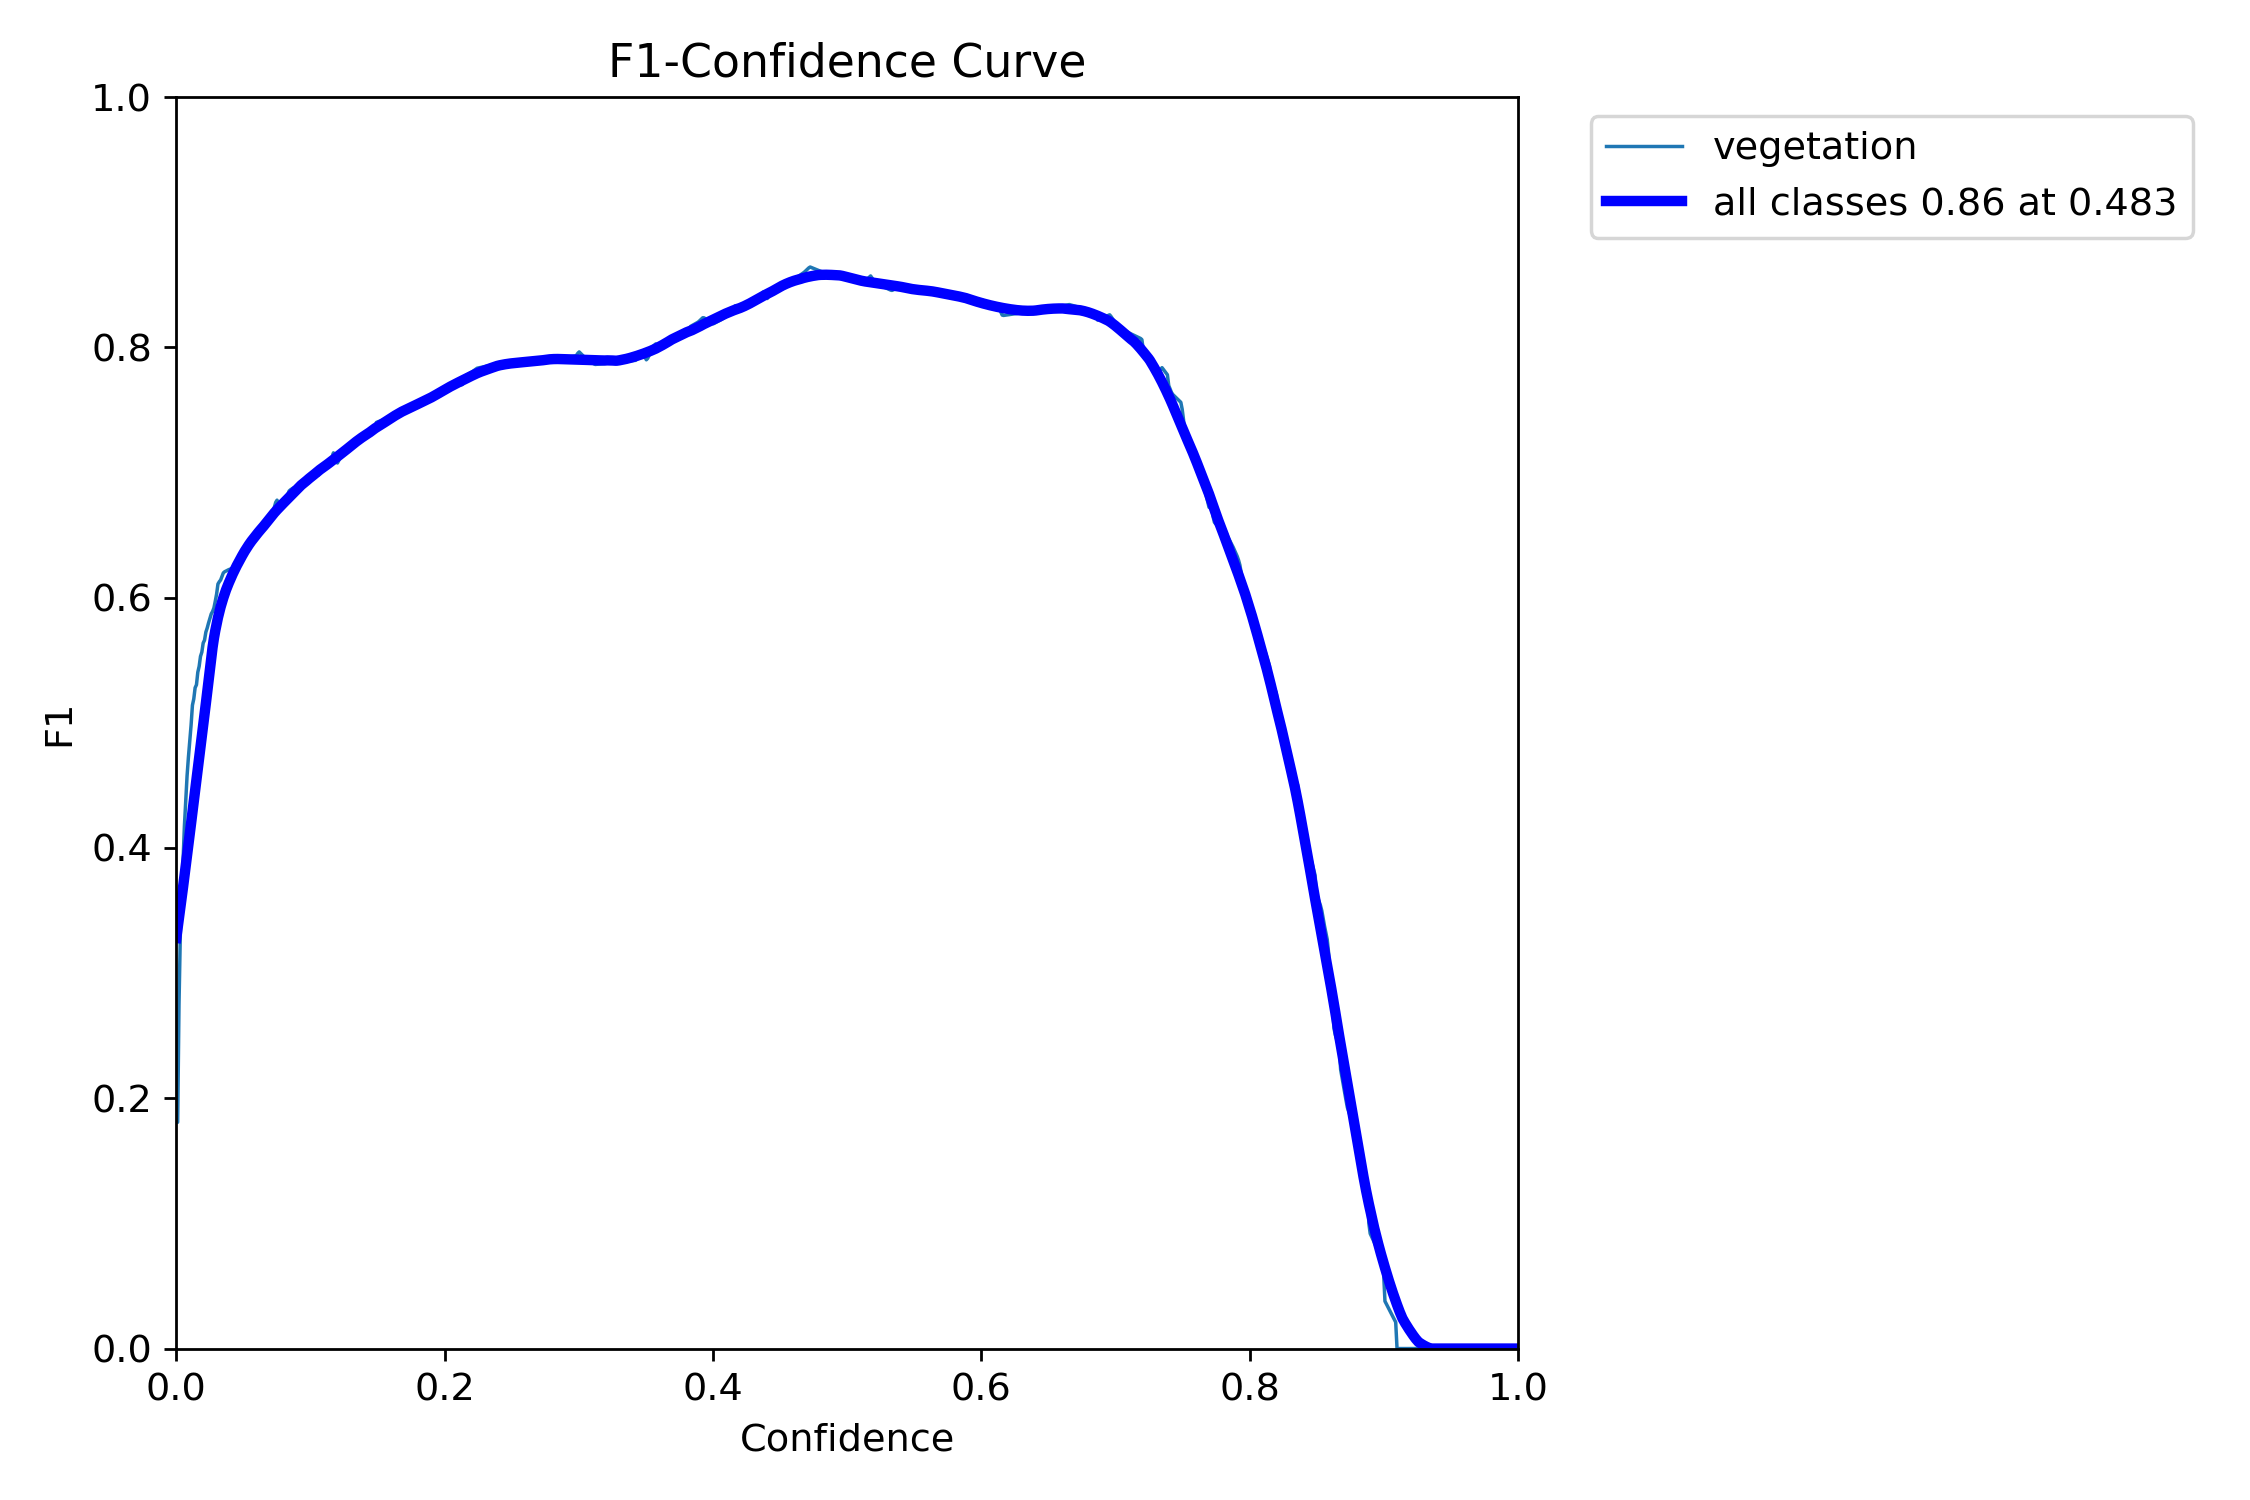 F1-Confidence Curve
1.0
0.8
0.6
0.4
0.2
0.0
F1
0.0 0.2 0.4 0.6 0.8 1.0
Confidence
vegetation
all classes 0.86 at 0.483